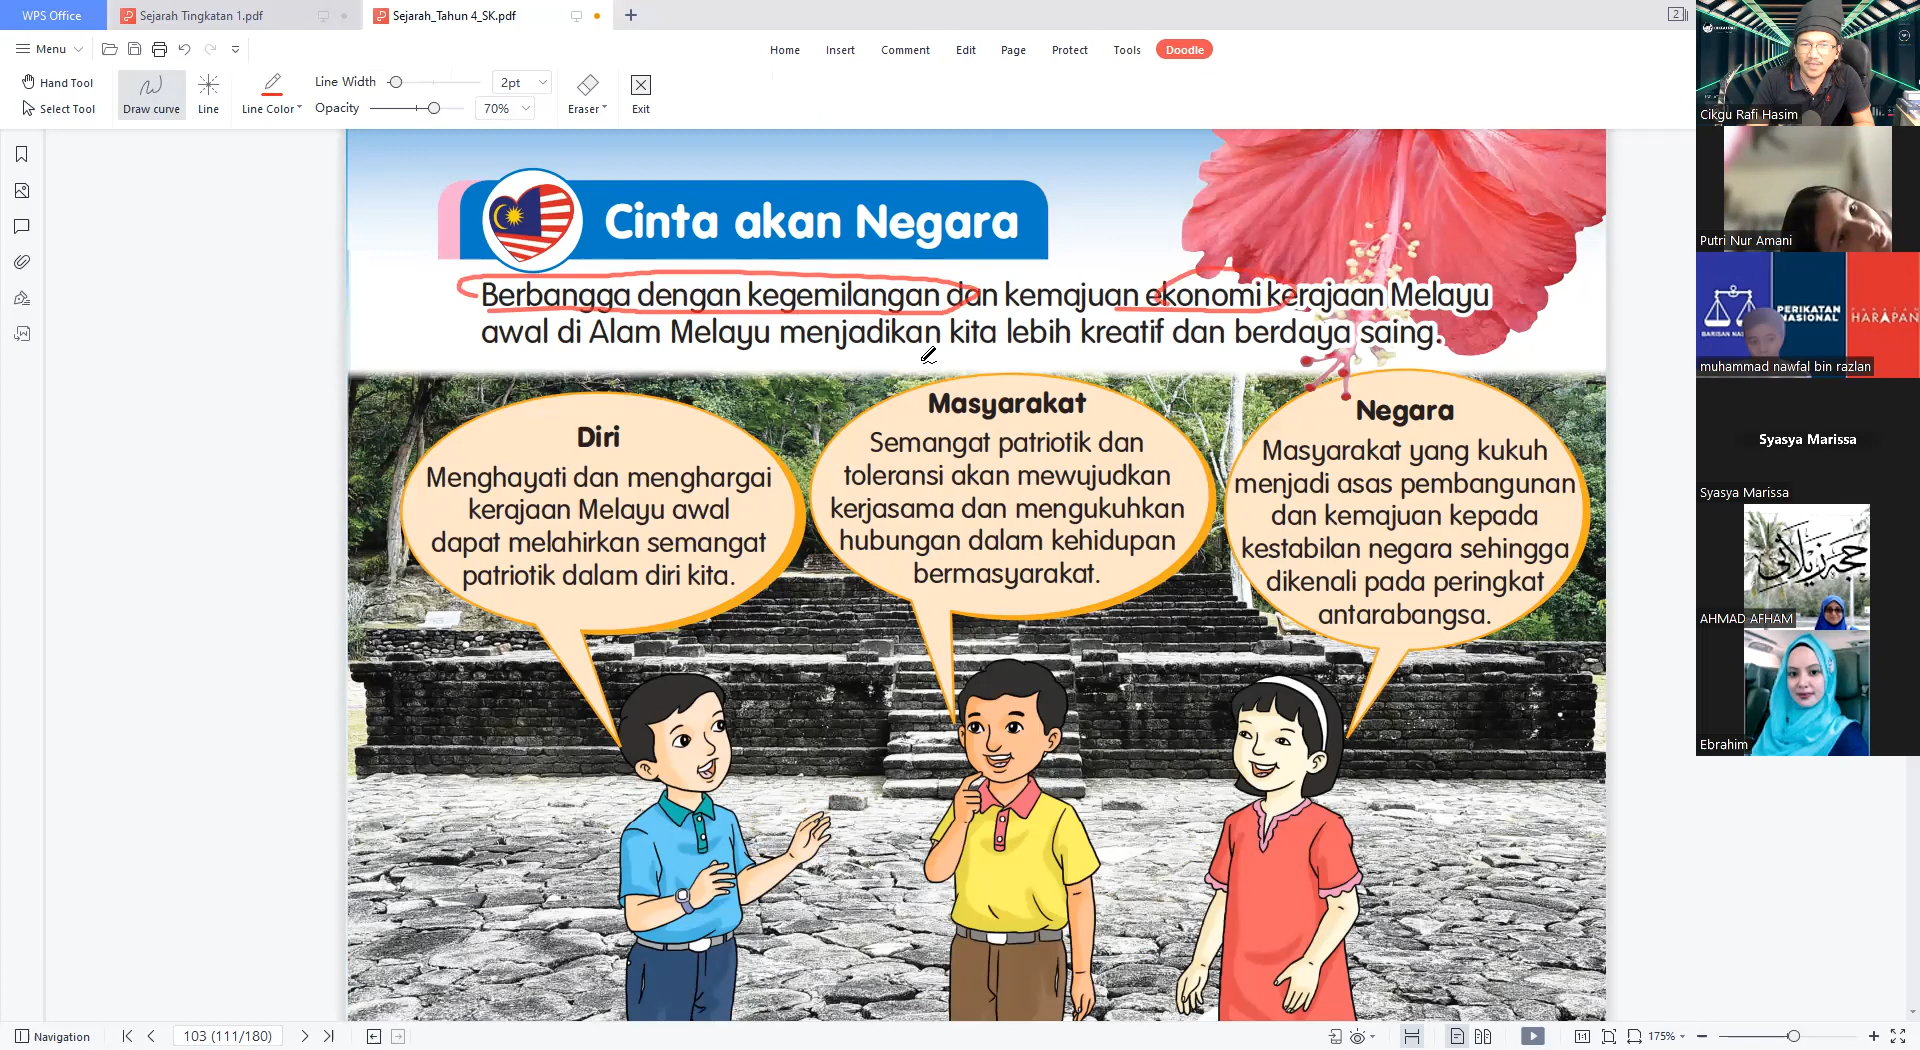 WPS Office
Sejarah Tingkatan 1.pdf
Sejarah_Tahun 4_SK.pdf
2
Menu
Home
Insert
Comment
Edit
Page
Protect
Tools
Doodle
Hand Tool
Select Tool
Draw curve
Line
Line Color
Line Width
2pt
Opacity
70%
Eraser
Exit
Cinta akan Negara
Berbangga dengan kegemilangan dan kemajuan ekonomi kerajaan Melayu
awal di Alam Melayu menjadikan kita lebih kreatif dan berdaya saing.
Diri
Menghayati dan menghargai
kerajaan Melayu awal
dapat melahirkan semangat
patriotik dalam diri kita.
Masyarakat
Semangat patriotik dan
toleransi akan mewujudkan
kerjasama dan mengukuhkan
hubungan dalam kehidupan
bermasyarakat.
Negara
Masyarakat yang kukuh
menjadi asas pembangunan
dan kemajuan kepada
kestabilan negara sehingga
dikenali pada peringkat
antarabangsa.
Cikgu Rafi Hasim
Putri Nur Amani
PERIKATAN
NASIONAL
HARAPAN
muhammad nawfal bin razlan
Syasya Marissa
Syasya Marissa
AHMAD AFHAM
Ebrahim
Navigation
103 (111/180)
1:1
175%